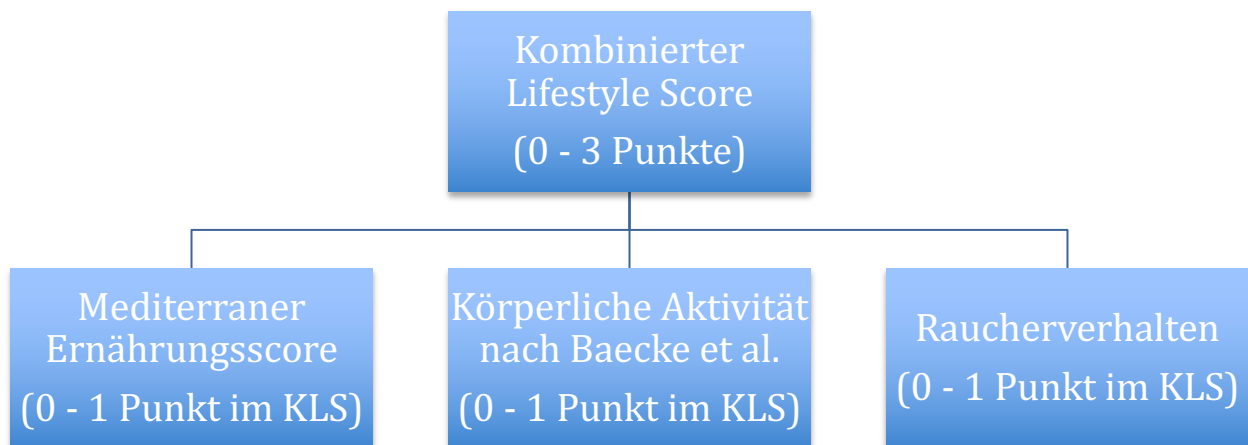 Kombinierter
Lifestyle Score
(0 - 3 Punkte)
Mediterraner
Ernährungsscore
(0 - 1 Punkt im KLS)
Körperliche Aktivität
nach Baecke et al.
(0 - 1 Punkt im KLS)
Raucherverhalten
(0 - 1 Punkt im KLS)